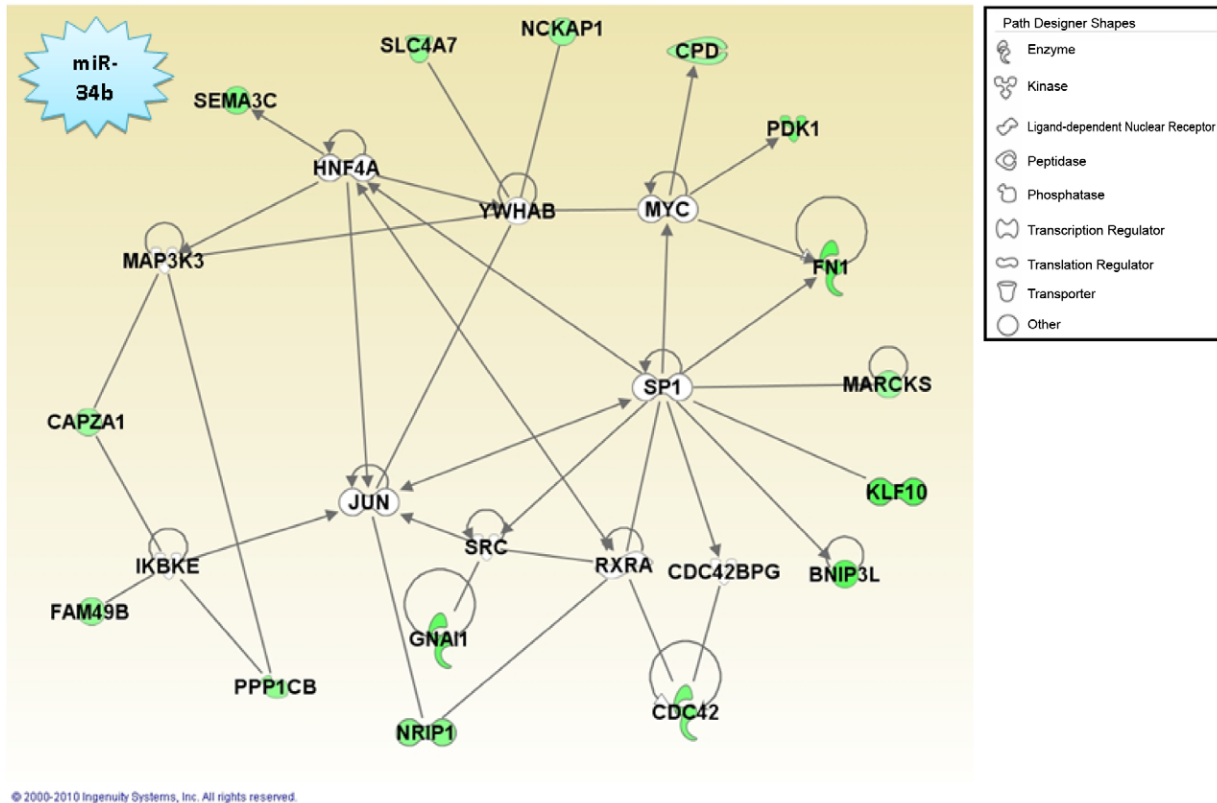 miR-
34b
SLC4A7
NCKAP1
CPD
SEMA3C
PDK1
HNF4A
YWHAB
MYC
MAP3K3
FN1
SP1
MARCKS
CAPZA1
KLF10
JUN
SRC
RXRA
CDC42BPG
BNIP3L
IKBKE
FAM49B
GNAI1
PPP1CB
CDC42
NRIP1
© 2000-2010 Ingenuity Systems, Inc. All rights reserved.
Path Designer Shapes
Enzyme
Kinase
Ligand-dependent Nuclear Receptor
Peptidase
Phosphatase
Transcription Regulator
Translation Regulator
Transporter
Other